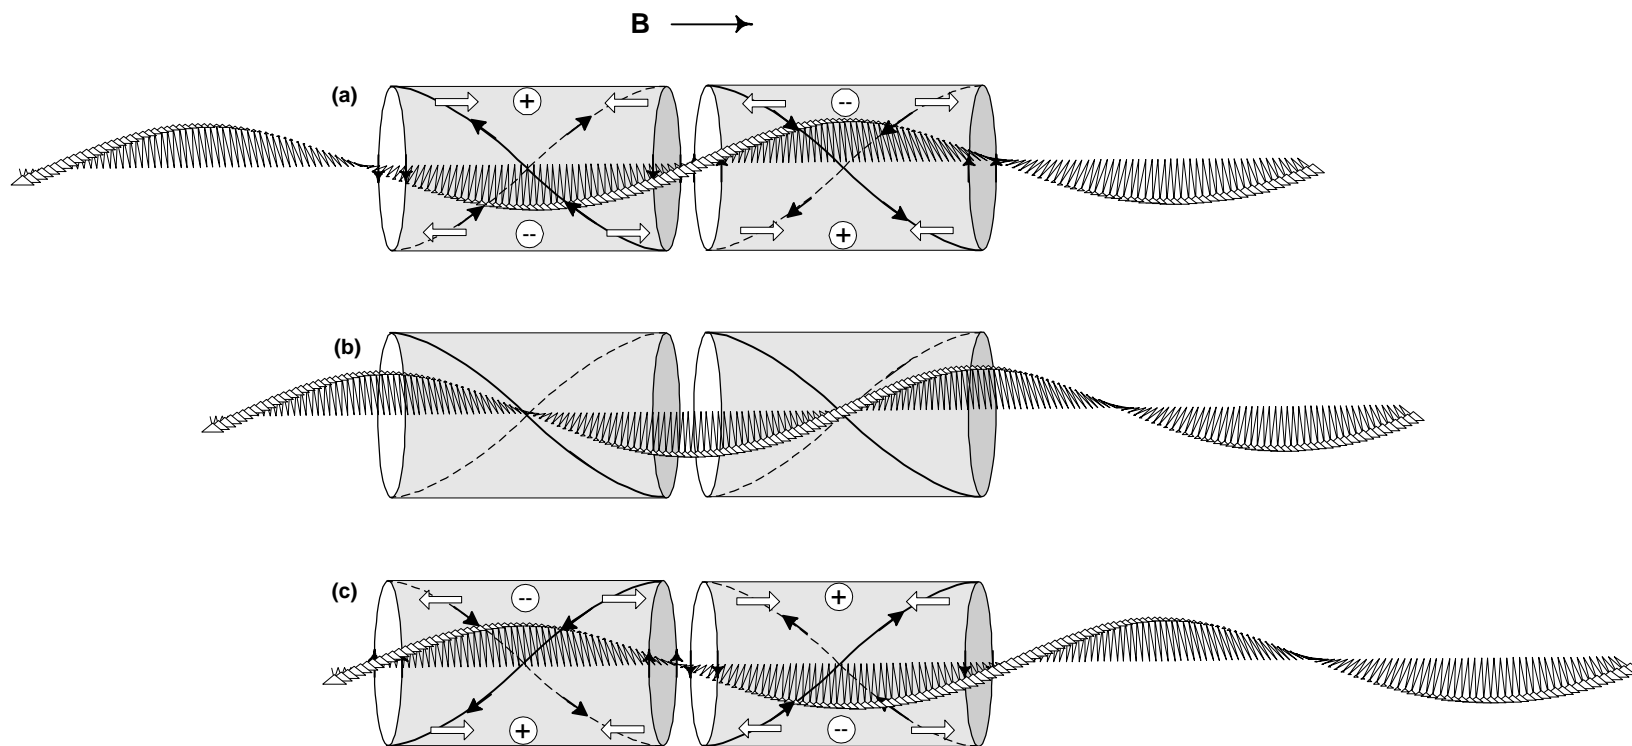 B
(a) + --
-- +
(b)
(c) -- +
+ --